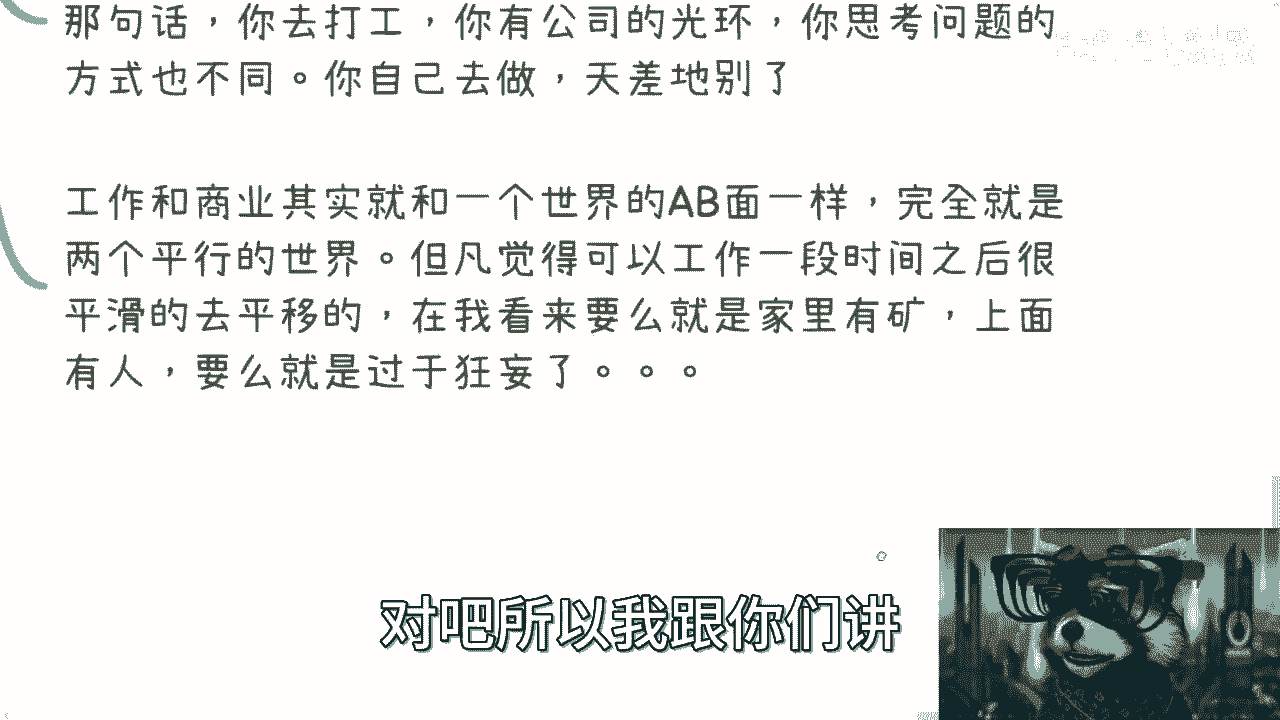 那句话，你去打工，你有公司的光环，你思考问题的
方式也不同。你自己去做，天差地别了
工作和商业其实就和一个世界的AB面一样，完全就是
两个平行的世界。但凡觉得可以工作一段时间之后很
平滑的去平移的，在我看来要么就是家里有矿，上面
有人，要么就是过于狂妄了。。。
对吧所以我跟你们讲